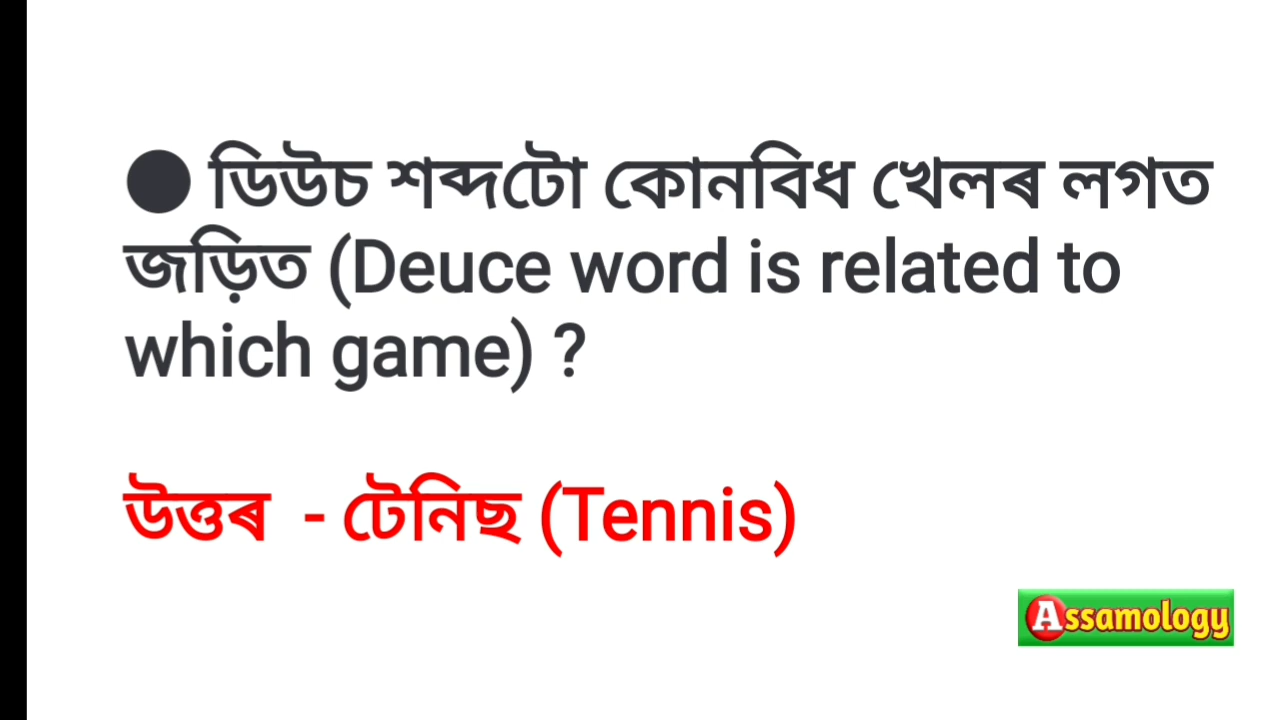 ● ডিউচ শব্দটো কোনবিধ খেলৰ লগত
জড়িত (Deuce word is related to
which game) ?
উত্তৰ - টেনিছ (Tennis)
Assamology